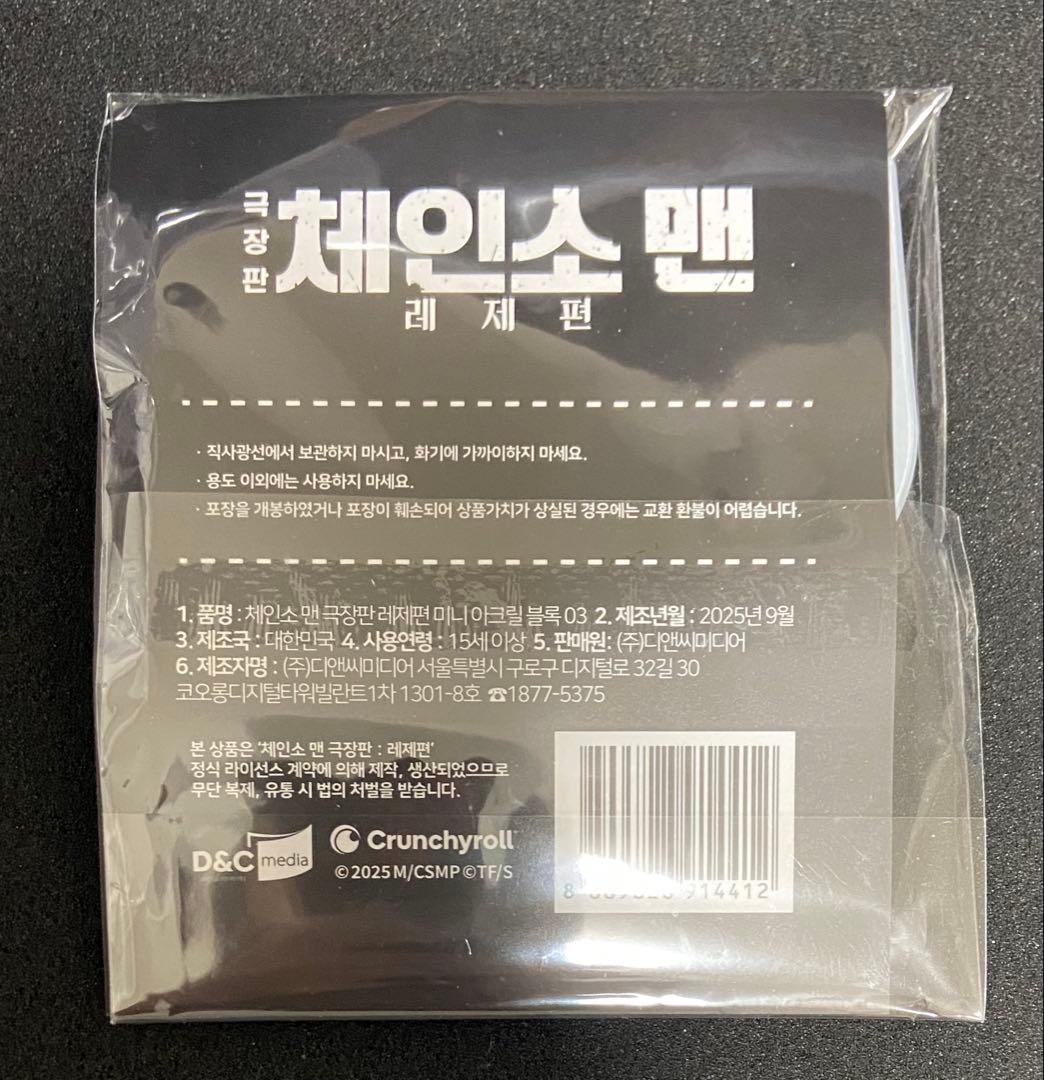 극장판 체인소 맨
레제편
· 직사광선에서 보관하지 마시고, 화기에 가까이하지 마세요.
· 용도 이외에는 사용하지 마세요.
· 포장을 개봉하였거나 포장이 훼손되어 상품가치가 상실된 경우에는 교환 환불이 어렵습니다.
1. 품명 : 체인소 맨 극장판 레제편 미니 아크릴 블록 03 2. 제조년월 : 2025년 9월
3. 제조국 : 대한민국 4. 사용연령 : 15세 이상 5. 판매원: (주)디앤씨미디어
6. 제조자명 : (주)디앤씨미디어 서울특별시 구로구 디지털로 32길 30
코오롱디지털타워빌란트1차 1301-8호 ☎1877-5375
본 상품은 '체인소 맨 극장판 : 레제편'
정식 라이선스 계약에 의해 제작, 생산되었으므로
무단 복제, 유통 시 법의 처벌을 받습니다.
D&C media
Crunchyroll
©2025 M/CSMP ©TF/S
914412